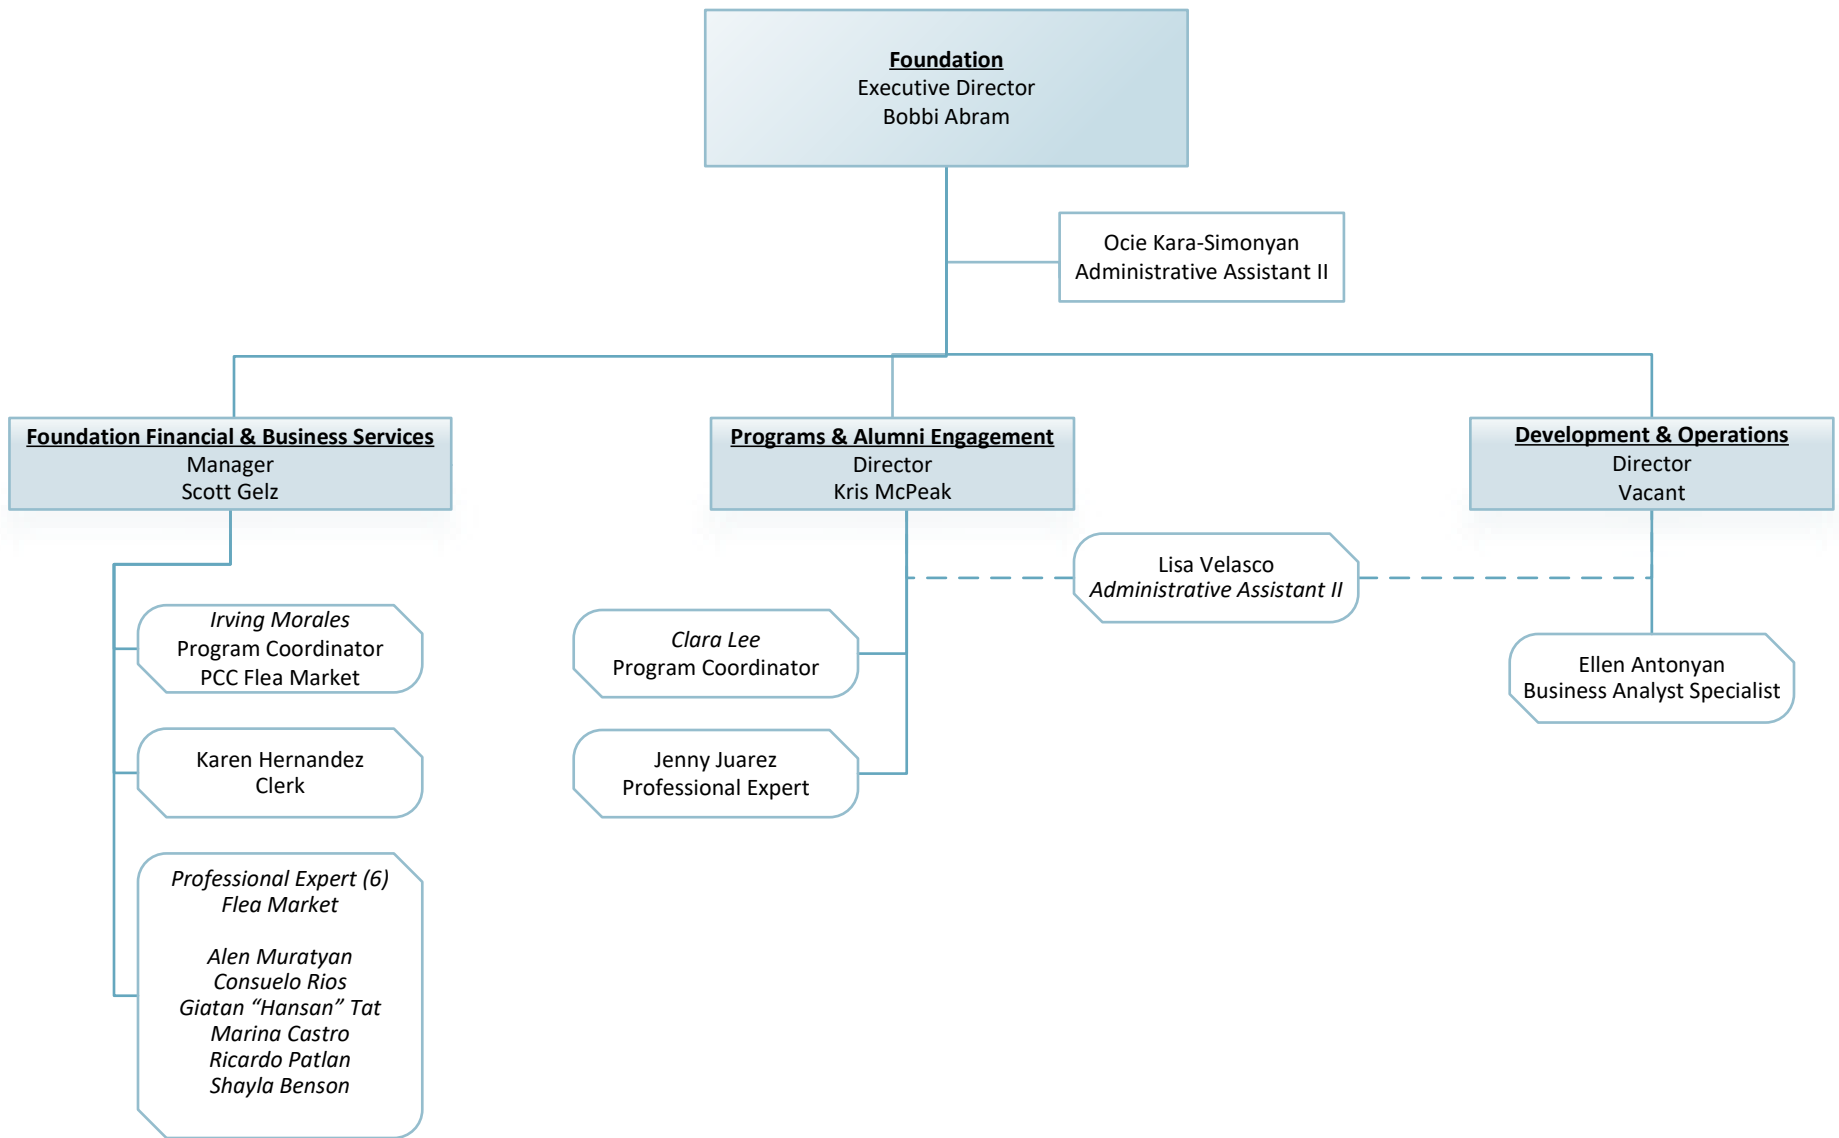 Foundation
Executive Director
Bobbi Abram
Ocie Kara-Simonyan
Administrative Assistant II
Foundation Financial & Business Services
Manager
Scott Gelz
Programs & Alumni Engagement
Director
Kris McPeak
Development & Operations
Director
Vacant
Lisa Velasco
Administrative Assistant II
Irving Morales
Program Coordinator
PCC Flea Market
Clara Lee
Program Coordinator
Ellen Antonyan
Business Analyst Specialist
Karen Hernandez
Clerk
Jenny Juarez
Professional Expert
Professional Expert (6)
Flea Market
Alen Muratyan
Consuelo Rios
Giatan “Hansan” Tat
Marina Castro
Ricardo Patlan
Shayla Benson